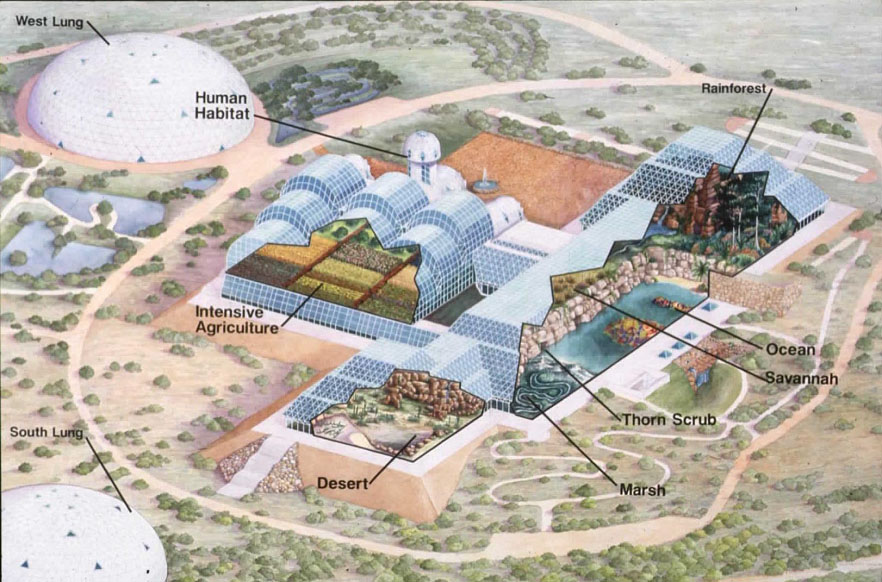 West Lung
Human
Habitat
Rainforest
Intensive
Agriculture
Ocean
Savannah
Thorn Scrub
South Lung
Desert
Marsh